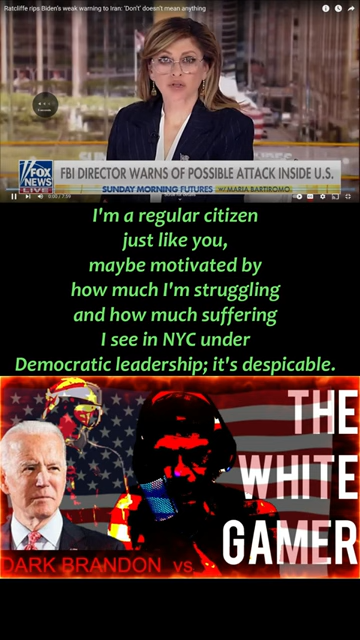 Ratcliffe rips Biden's weak warning to Iran: 'Don't' doesn't mean anything
FOX
NEWS
LIVE
FBI DIRECTOR WARNS OF POSSIBLE ATTACK INSIDE U.S.
SUNDAY MORNING FUTURES w/MARIA BARTIROMO
I'm a regular citizen
just like you,
maybe motivated by
how much I'm struggling
and how much suffering
I see in NYC under
Democratic leadership; it's despicable.
THE
WHITE
GAMER
DARK BRANDON vs.